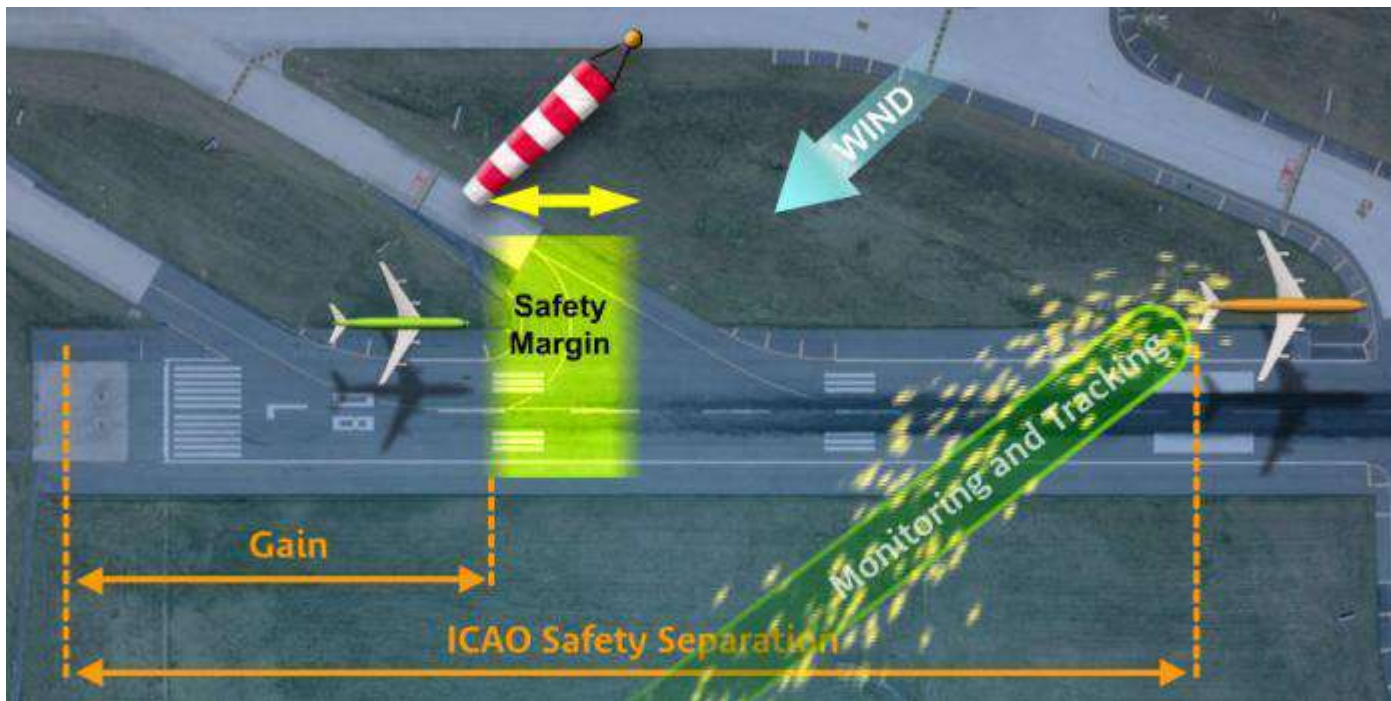 WIND
Safety
Margin
Monitoring and Tracking
Gain
ICAO Safety Separation